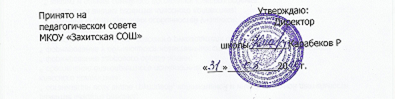 Принято на
педагогическом совете
МКОУ «Захитская СОШ»
Утверждаю:
Директор
школы Карабеков Р
«31» 20 г.